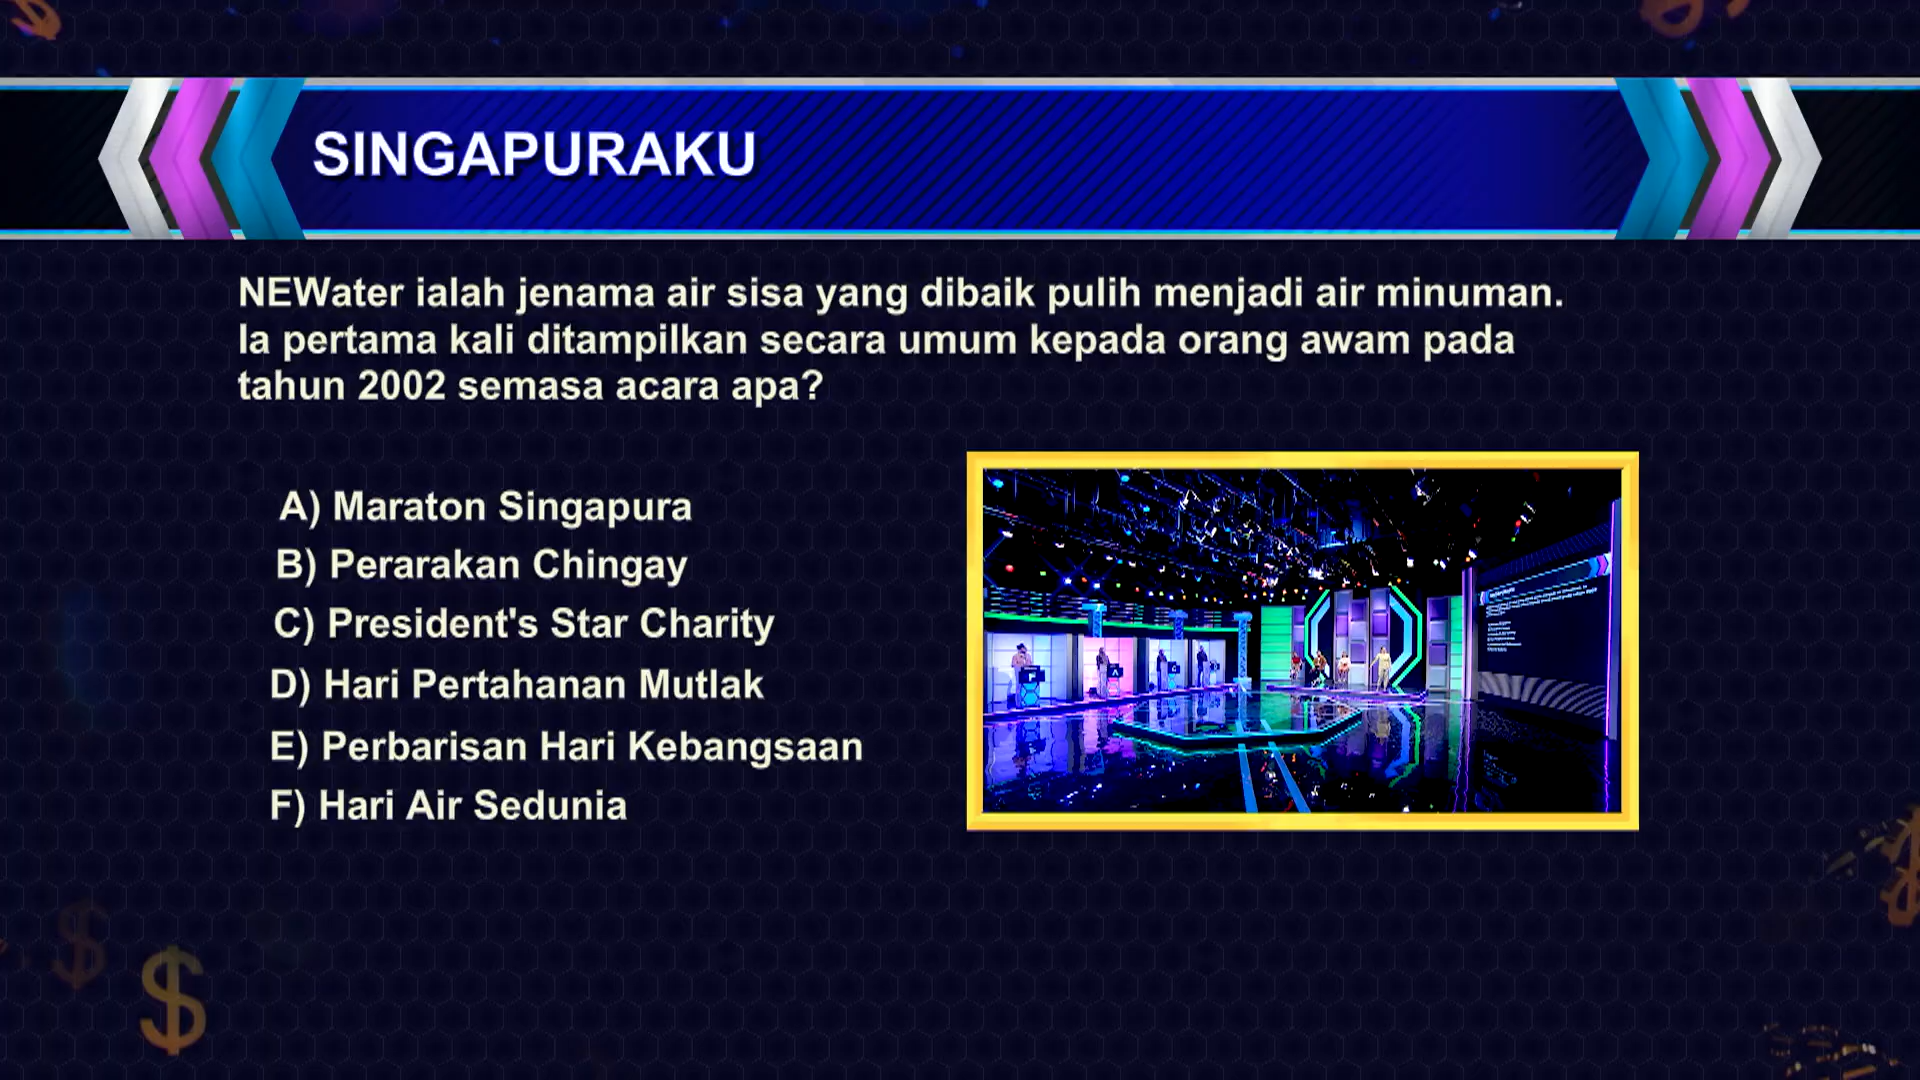 SINGAPURAKU
NEWater ialah jenama air sisa yang dibaik pulih menjadi air minuman.
Ia pertama kali ditampilkan secara umum kepada orang awam pada
tahun 2002 semasa acara apa?
A) Maraton Singapura
B) Perarakan Chingay
C) President's Star Charity
D) Hari Pertahanan Mutlak
E) Perbarisan Hari Kebangsaan
F) Hari Air Sedunia